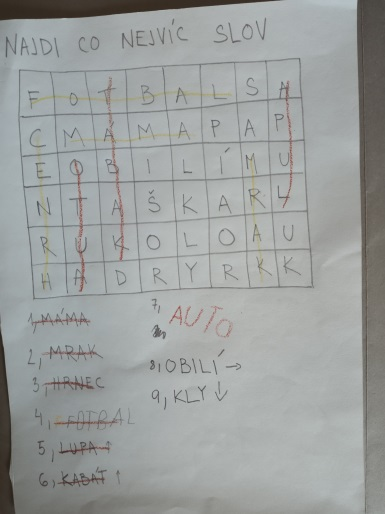 NAJDI CO NEJVÍC SLOV
F O T B A L S A
C M Á M A P A P
E O B I L Í M U
N T A Š K A R L
R U K O L O A U
H A D R Y R K K
1, MÁMA
2, MRAK
3, HRNEC
4, FOTBAL
5, LUPA ↑
6, KABÁT ↑
7, AUTO
8, OBILÍ →
9, KLY ↓